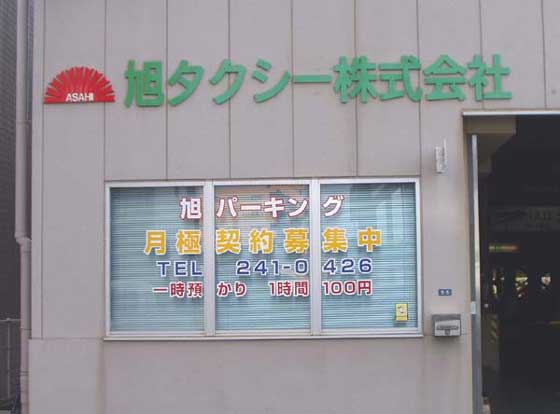 ASAHI
旭タクシー株式会社
旭パーキング
月極契約募集中
TEL 241-0426
一時預かり 1時間 100円